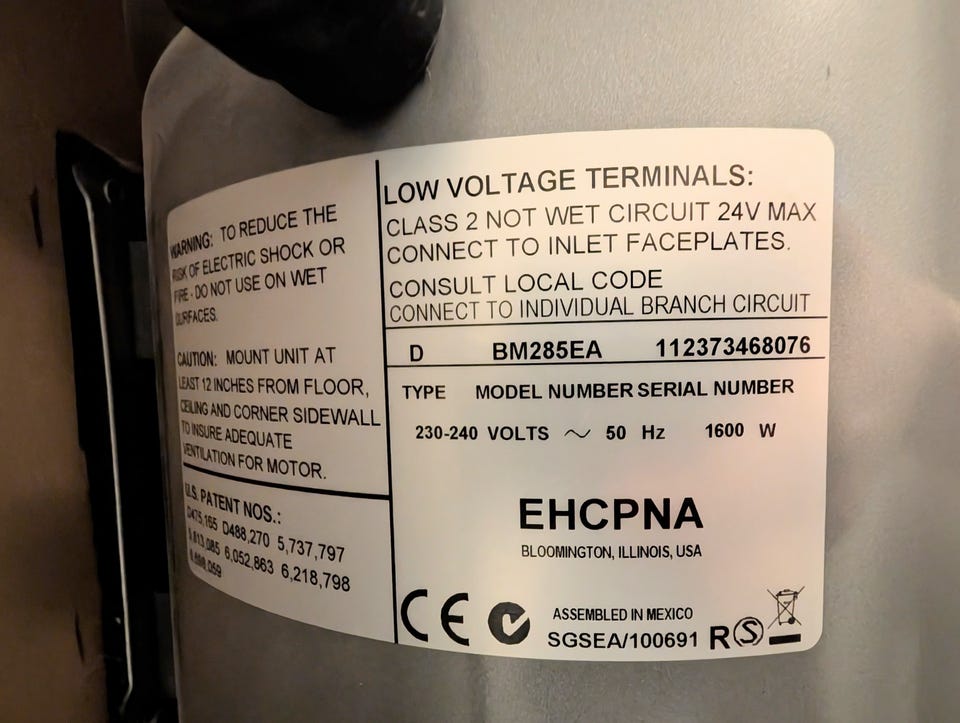 WARNING: TO REDUCE THE
RISK OF ELECTRIC SHOCK OR
FIRE - DO NOT USE ON WET
SURFACES.
CAUTION: MOUNT UNIT AT
LEAST 12 INCHES FROM FLOOR,
CEILING AND CORNER SIDEWALL
TO INSURE ADEQUATE
VENTILATION FOR MOTOR.
U.S. PATENT NOS.:
D475,165 D488,270 5,737,797
6,052,863 6,218,798
LOW VOLTAGE TERMINALS:
CLASS 2 NOT WET CIRCUIT 24V MAX
CONNECT TO INLET FACEPLATES.
CONSULT LOCAL CODE
CONNECT TO INDIVIDUAL BRANCH CIRCUIT
D BM285EA 112373468076
TYPE MODEL NUMBER SERIAL NUMBER
230-240 VOLTS ~ 50 Hz 1600 W
EHCPNA
BLOOMINGTON, ILLINOIS, USA
CE
ASSEMBLED IN MEXICO
SGSEA/100691 R S